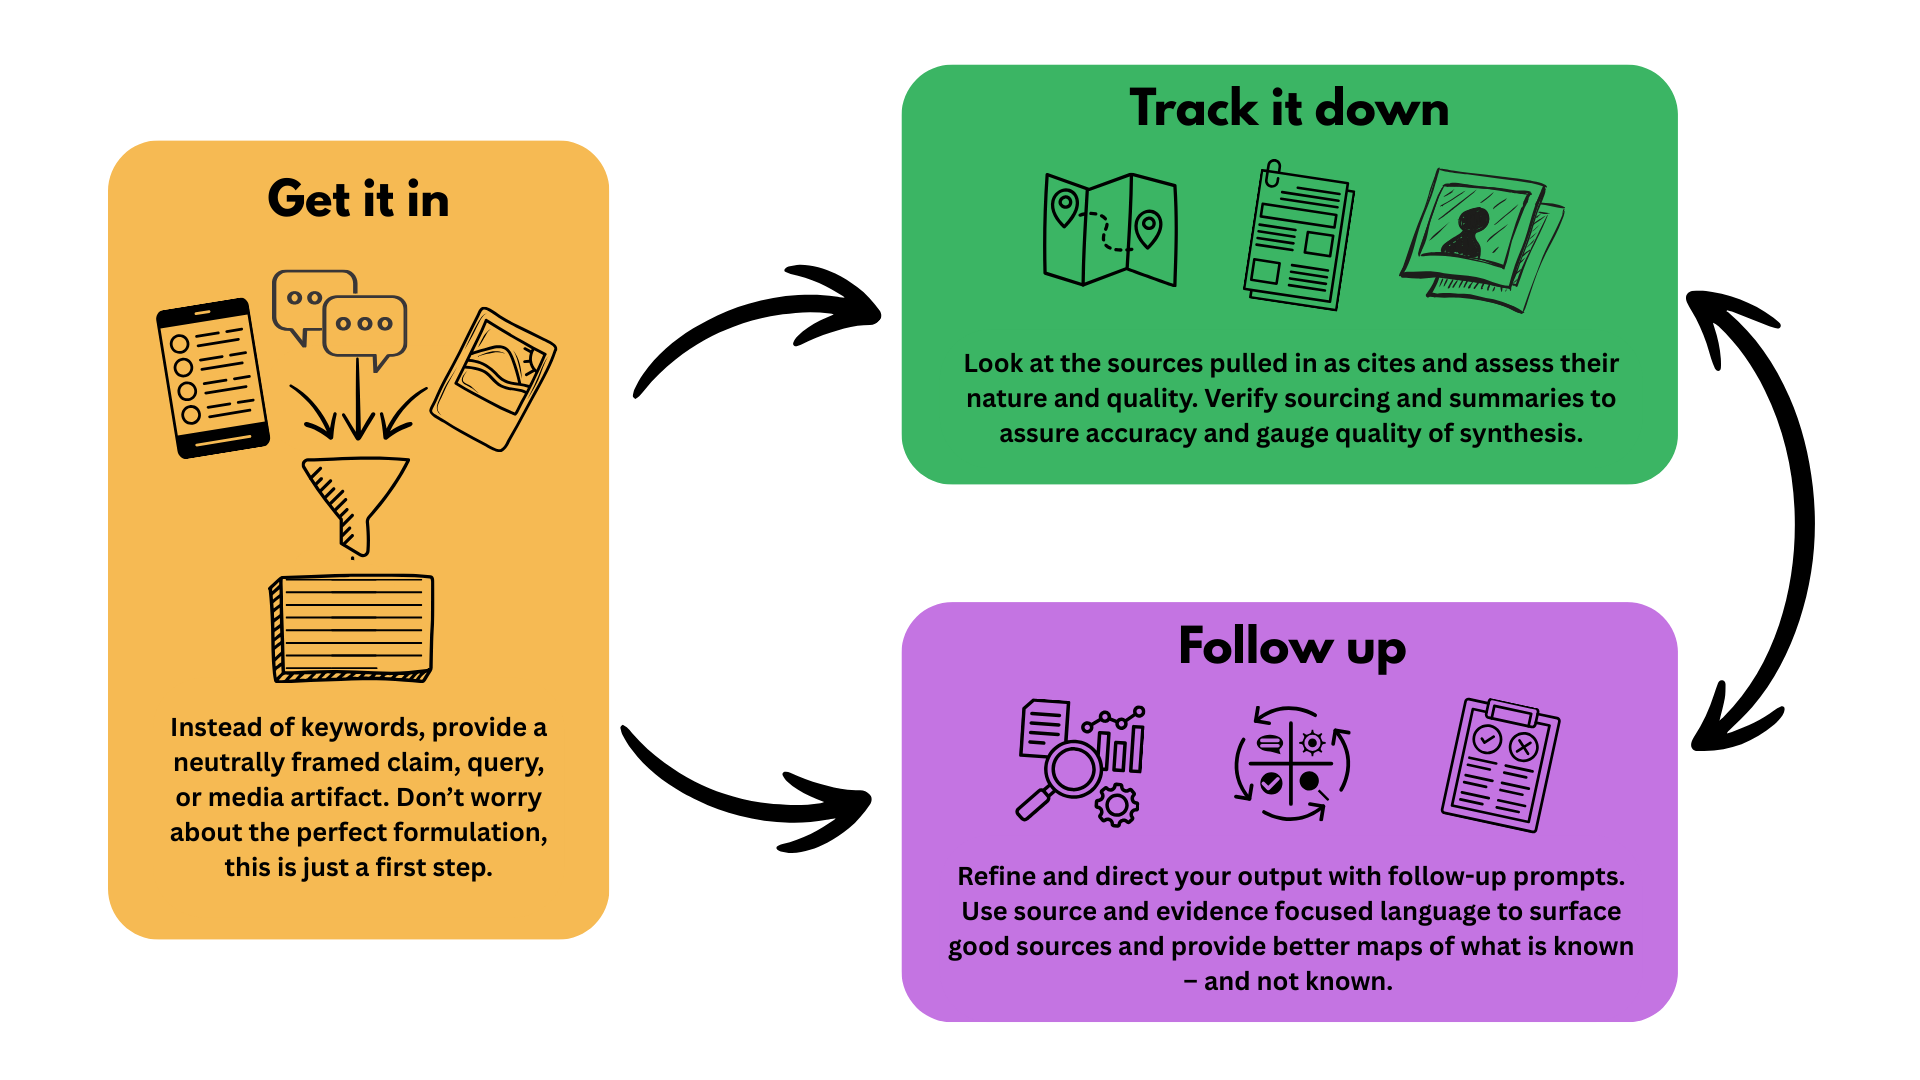 Get it in
Instead of keywords, provide a
neutrally framed claim, query,
or media artifact. Don’t worry
about the perfect formulation,
this is just a first step.
Track it down
Look at the sources pulled in as cites and assess their
nature and quality. Verify sourcing and summaries to
assure accuracy and gauge quality of synthesis.
Follow up
Refine and direct your output with follow-up prompts.
Use source and evidence focused language to surface
good sources and provide better maps of what is known
– and not known.